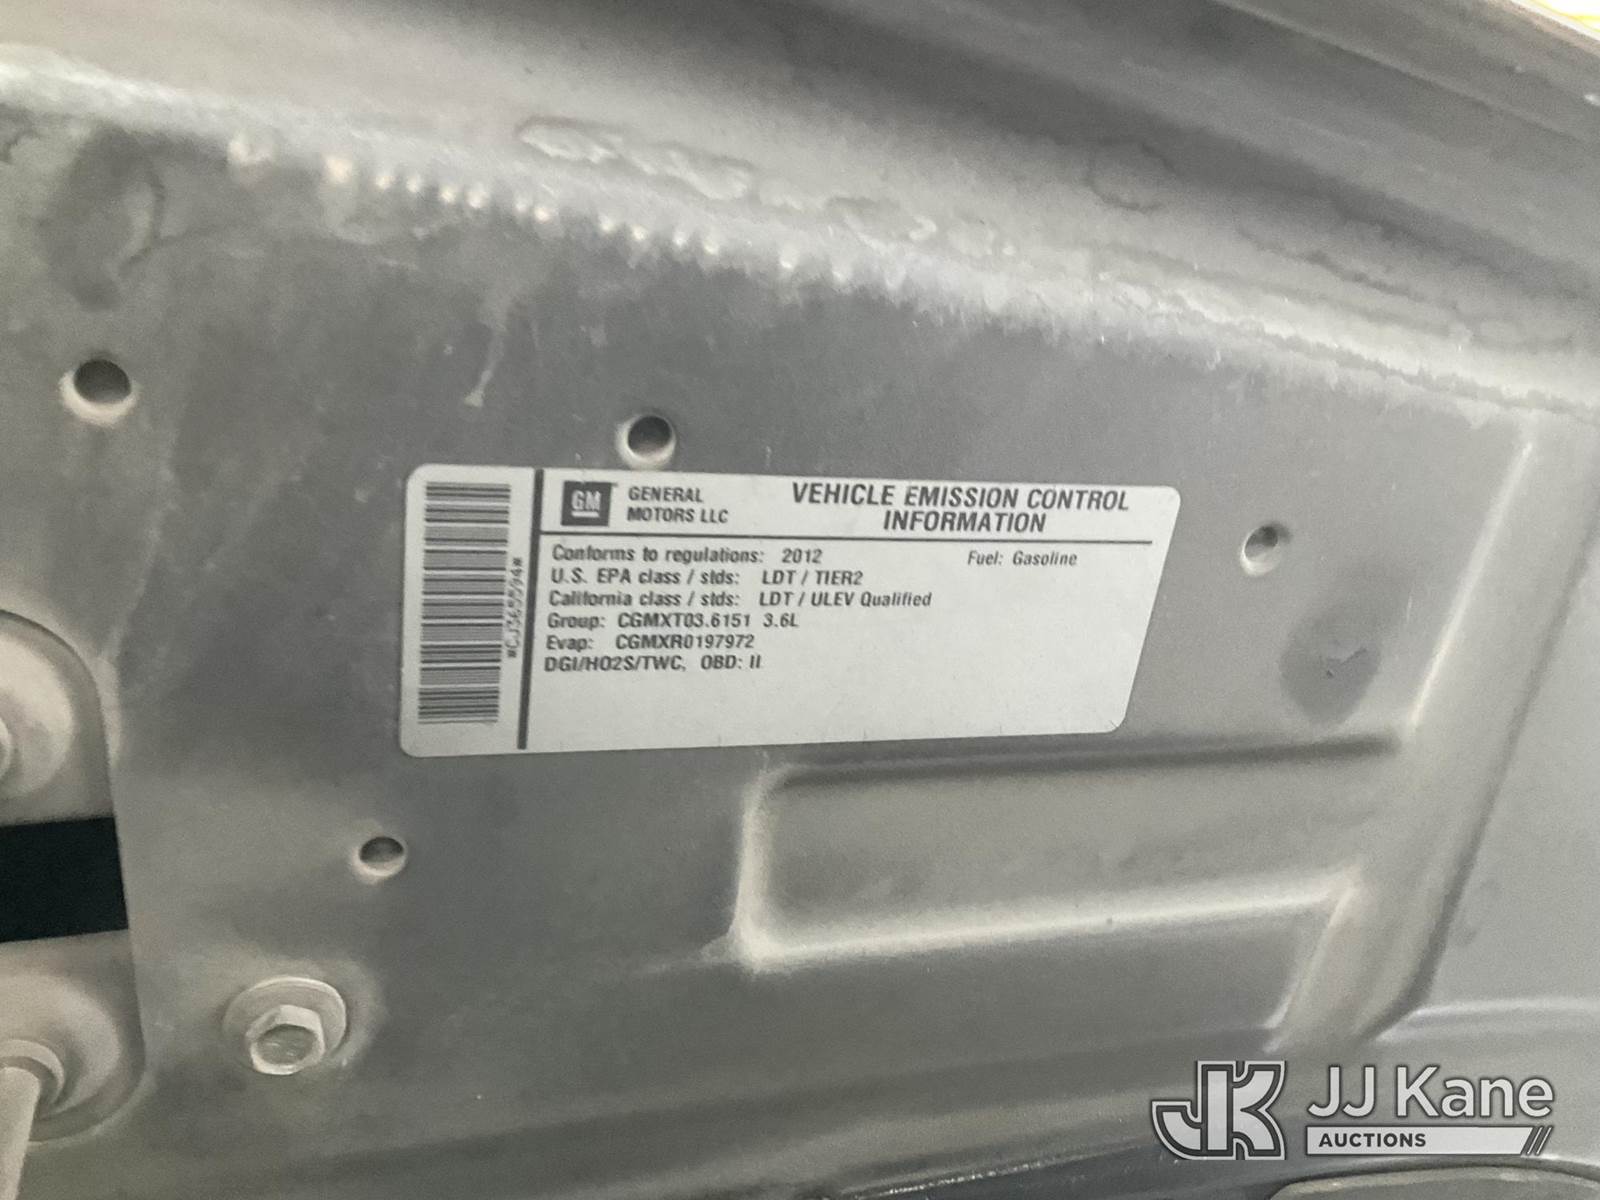 GM
GENERAL
MOTORS LLC
VEHICLE EMISSION CONTROL
INFORMATION
Conforms to regulations: 2012 Fuel: Gasoline
U.S. EPA class / stds: LDT / TIER2
California class / stds: LDT / ULEV Qualified
Group: CGMXT03.6151 3.6L
Evap: CGMXR0197972
DGI/HO2S/TWC, OBD: II
JK
JJ Kane
AUCTIONS